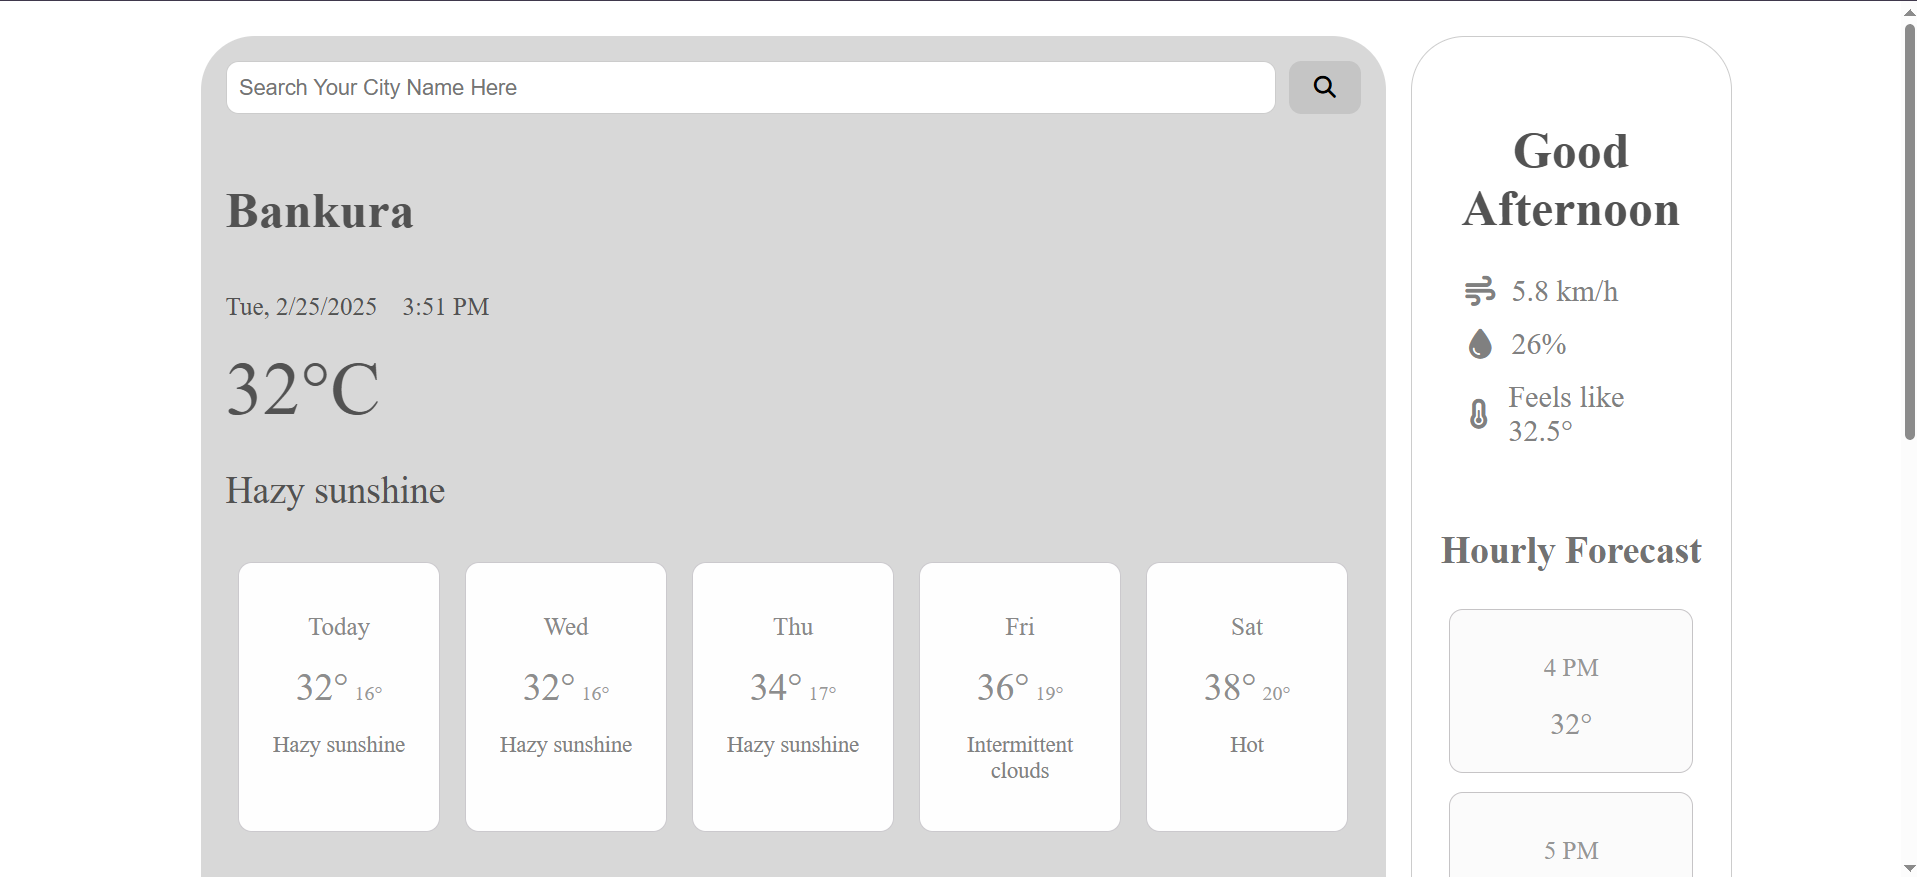 Search Your City Name Here
Bankura
Tue, 2/25/2025 3:51 PM
32°C
Hazy sunshine
Today
32° 16°
Hazy sunshine
Wed
32° 16°
Hazy sunshine
Thu
34° 17°
Hazy sunshine
Fri
36° 19°
Intermittent
clouds
Sat
38° 20°
Hot
Good
Afternoon
5.8 km/h
26%
Feels like
32.5°
Hourly Forecast
4 PM
32°
5 PM